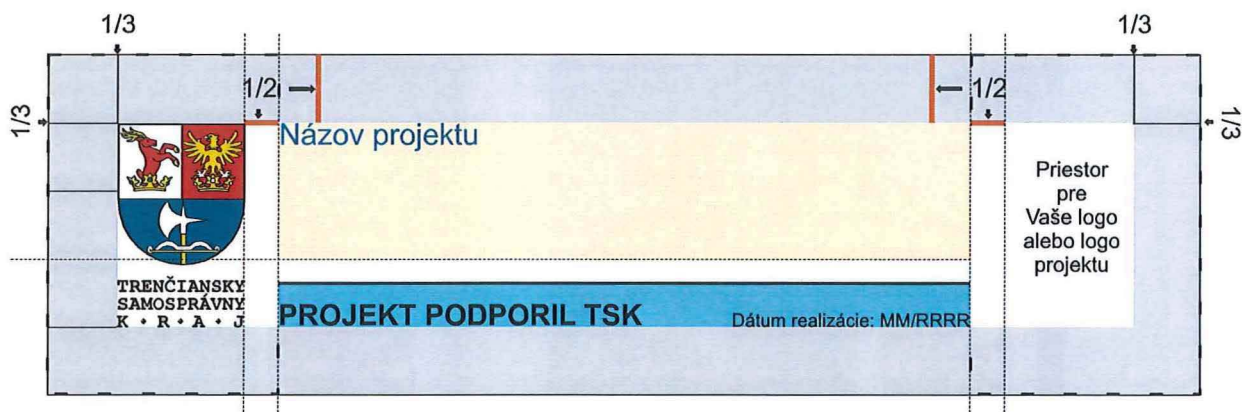 1/3
1/3
1/2
1/2
1/3
1/3
Názov projektu
Priestor
pre
Vaše logo
alebo logo
projektu
TRENČIANSKY
SAMOSPRÁVNY
K • R • A • J
PROJEKT PODPORIL TSK
Dátum realizácie: MM/RRRR